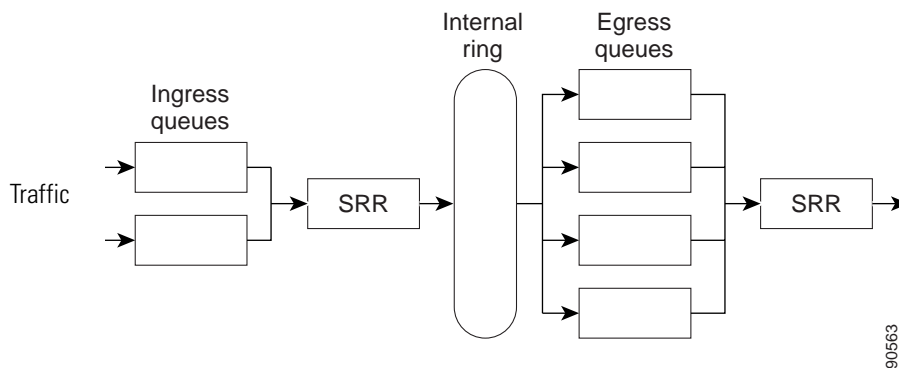 Internal
ring
Egress
queues
Ingress
queues
Traffic
SRR
SRR
90563